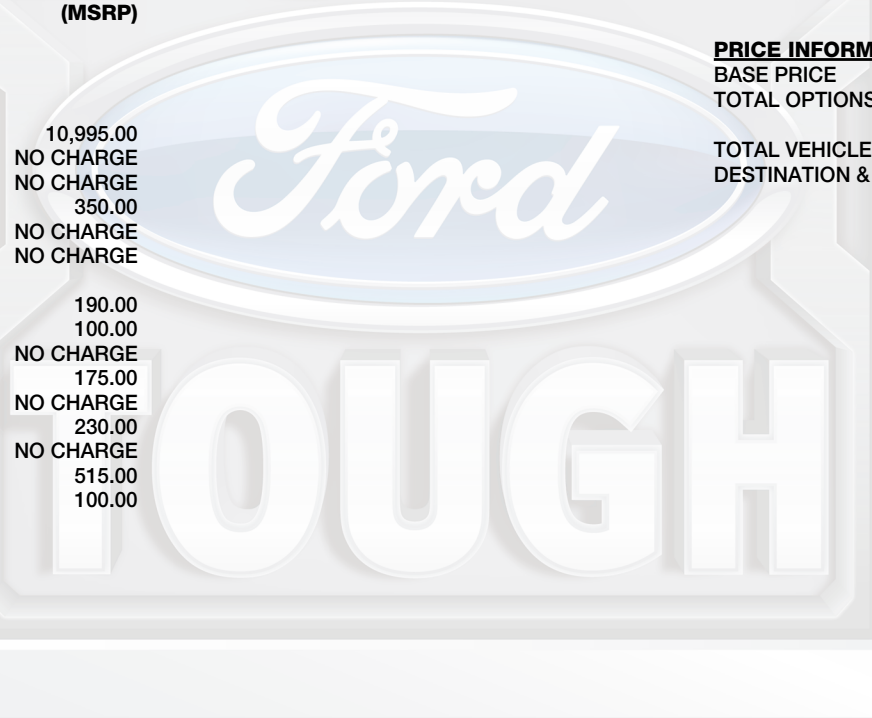 (MSRP)
10,995.00
NO CHARGE
NO CHARGE
350.00
NO CHARGE
NO CHARGE
190.00
100.00
NO CHARGE
175.00
NO CHARGE
230.00
NO CHARGE
515.00
100.00
PRICE INFORM
BASE PRICE
TOTAL OPTIONS
TOTAL VEHICLE
DESTINATION &
Ford
TOUGH